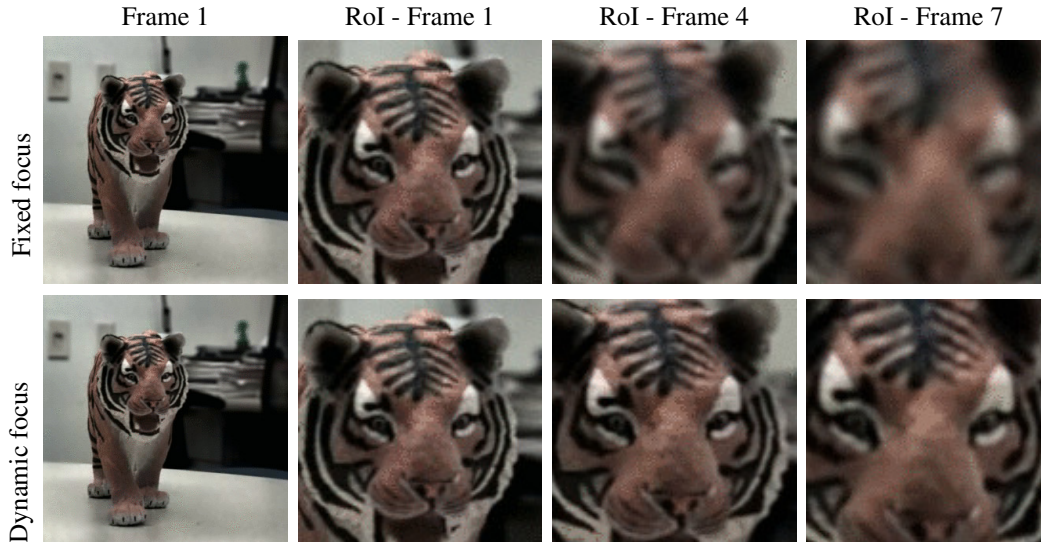 Frame 1
RoI - Frame 1
RoI - Frame 4
RoI - Frame 7
Fixed focus
Dynamic focus